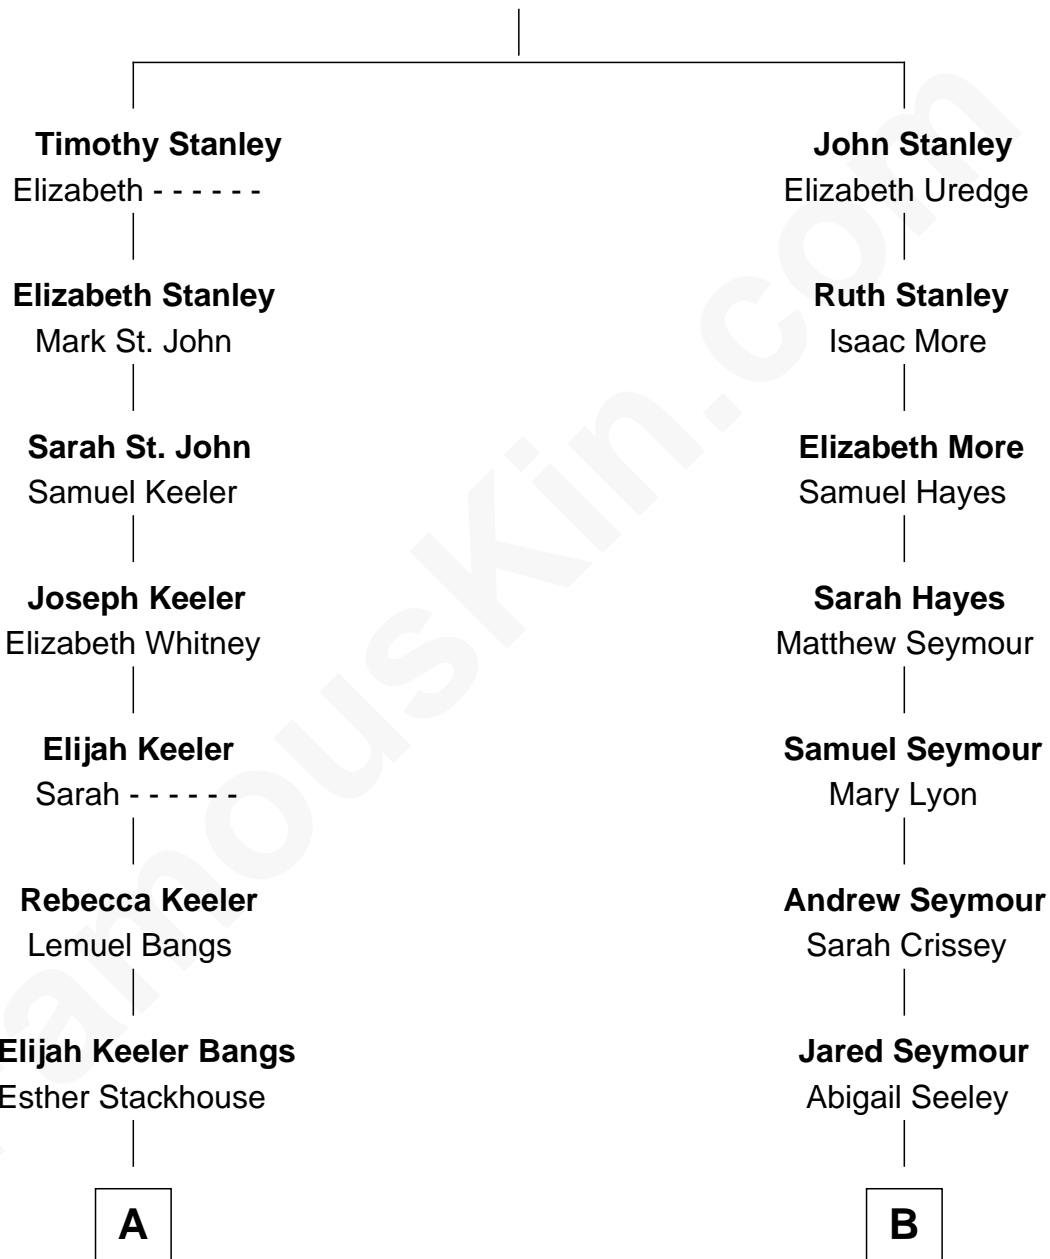 Timothy Stanley
Elizabeth - - - - - -
Elizabeth Stanley
Mark St. John
Sarah St. John
Samuel Keeler
Joseph Keeler
Elizabeth Whitney
Elijah Keeler
Sarah - - - - - -
Rebecca Keeler
Lemuel Bangs
Elijah Keeler Bangs
Esther Stackhouse
A
John Stanley
Elizabeth Uredge
Ruth Stanley
Isaac More
Elizabeth More
Samuel Hayes
Sarah Hayes
Matthew Seymour
Samuel Seymour
Mary Lyon
Andrew Seymour
Sarah Crissey
Jared Seymour
Abigail Seeley
B
FamousKin.com